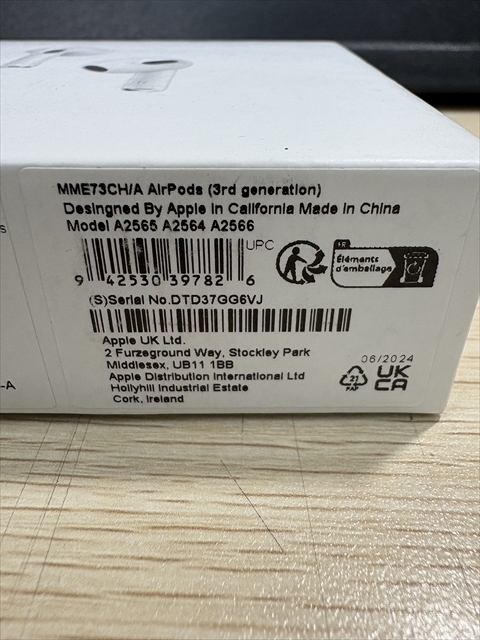 MME73CH/A AirPods (3rd generation)
Desingned By Apple in California Made in China
Model A2565 A2564 A2566
UPC
9 42530 39782 6
FR
Éléments
d'emballage
(S)Serial No.DTD37GG6VJ
Apple UK Ltd.
2 Furzeground Way, Stockley Park
Middlesex, UB11 1BB
Apple Distribution International Ltd
Hollyhill Industrial Estate
Cork, Ireland
06/2024
21
PAP
UK
CA
s
-A